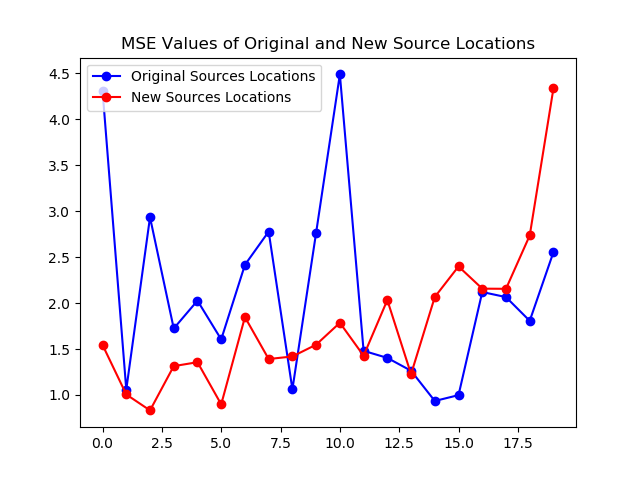 MSE Values of Original and New Source Locations
Original Sources Locations
New Sources Locations
4.5
4.0
3.5
3.0
2.5
2.0
1.5
1.0
0.0 2.5 5.0 7.5 10.0 12.5 15.0 17.5